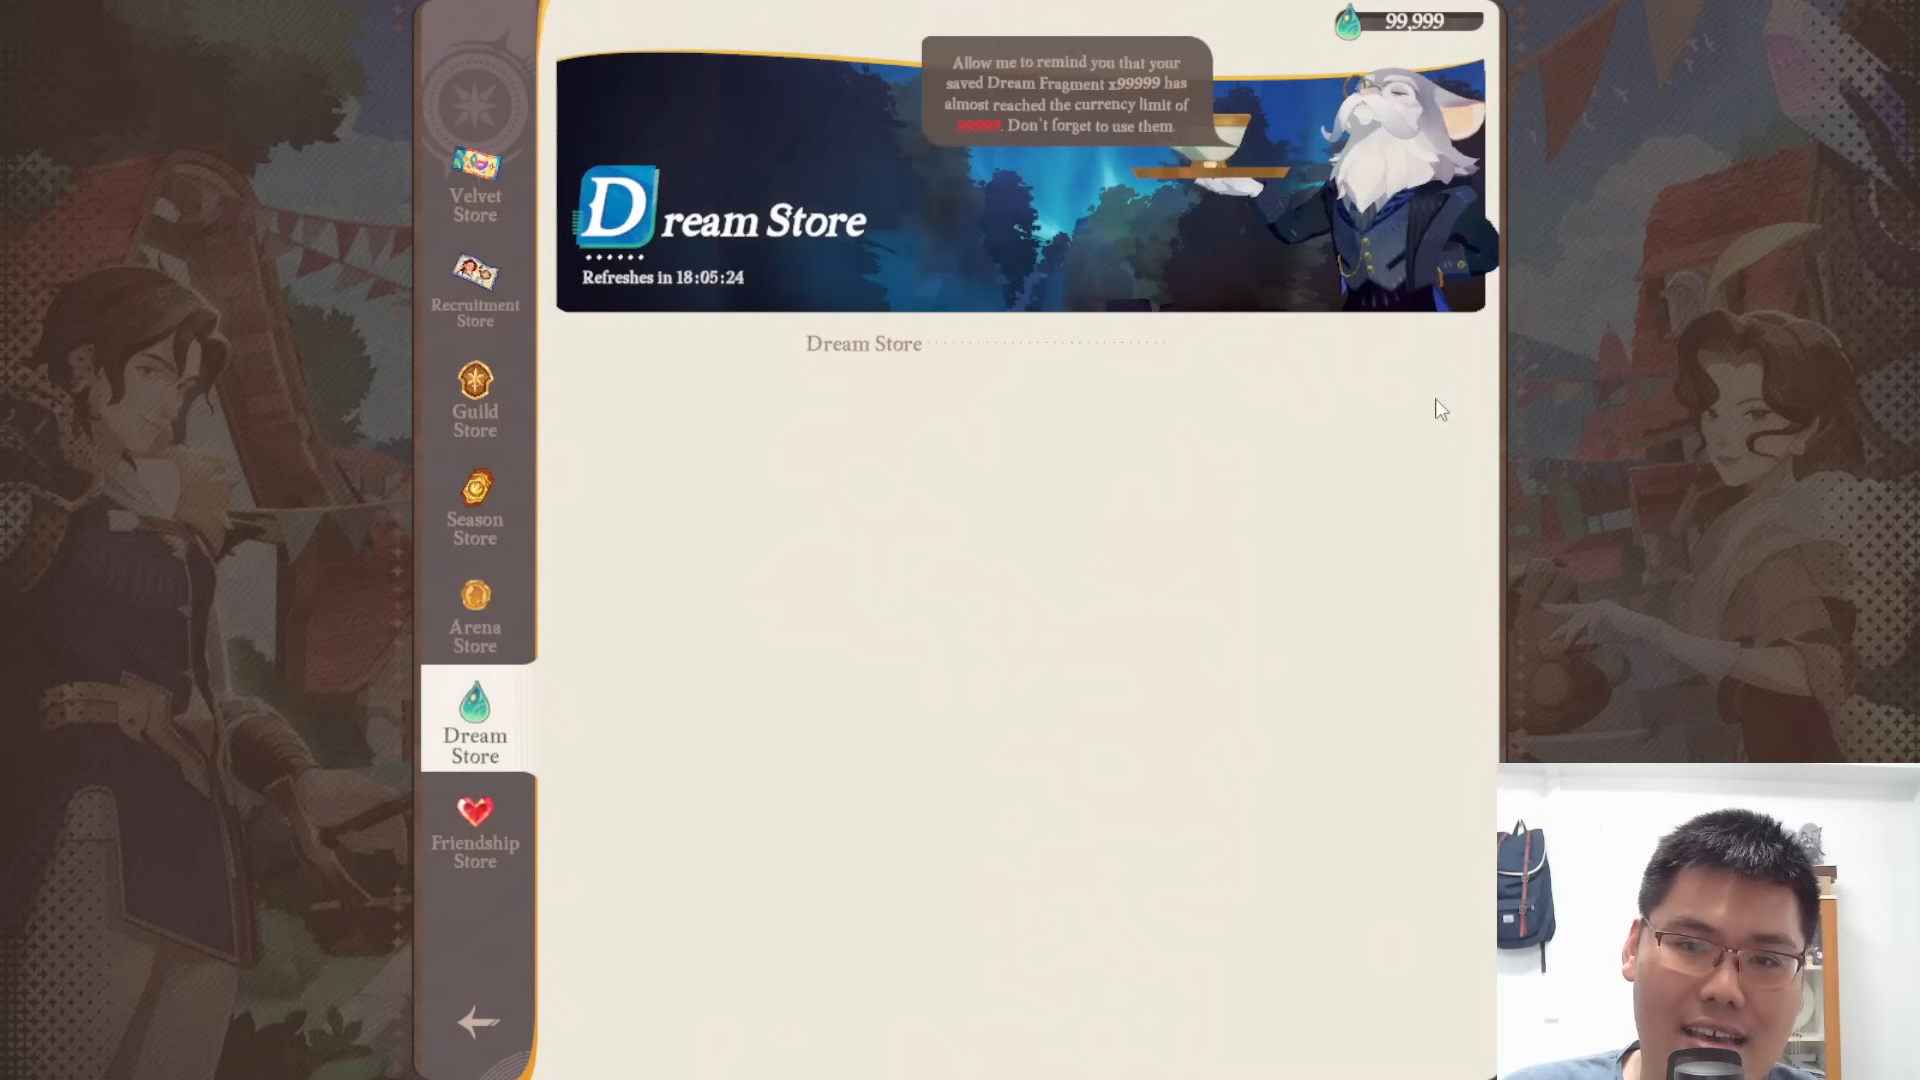 99,999
Allow me to remind you that your
saved Dream Fragment x99999 has
almost reached the currency limit of
99999. Don't forget to use them.
Dream Store
Refreshes in 18:05:24
Dream Store
Velvet
Store
Recruitment
Store
Guild
Store
Season
Store
Arena
Store
Dream
Store
Friendship
Store